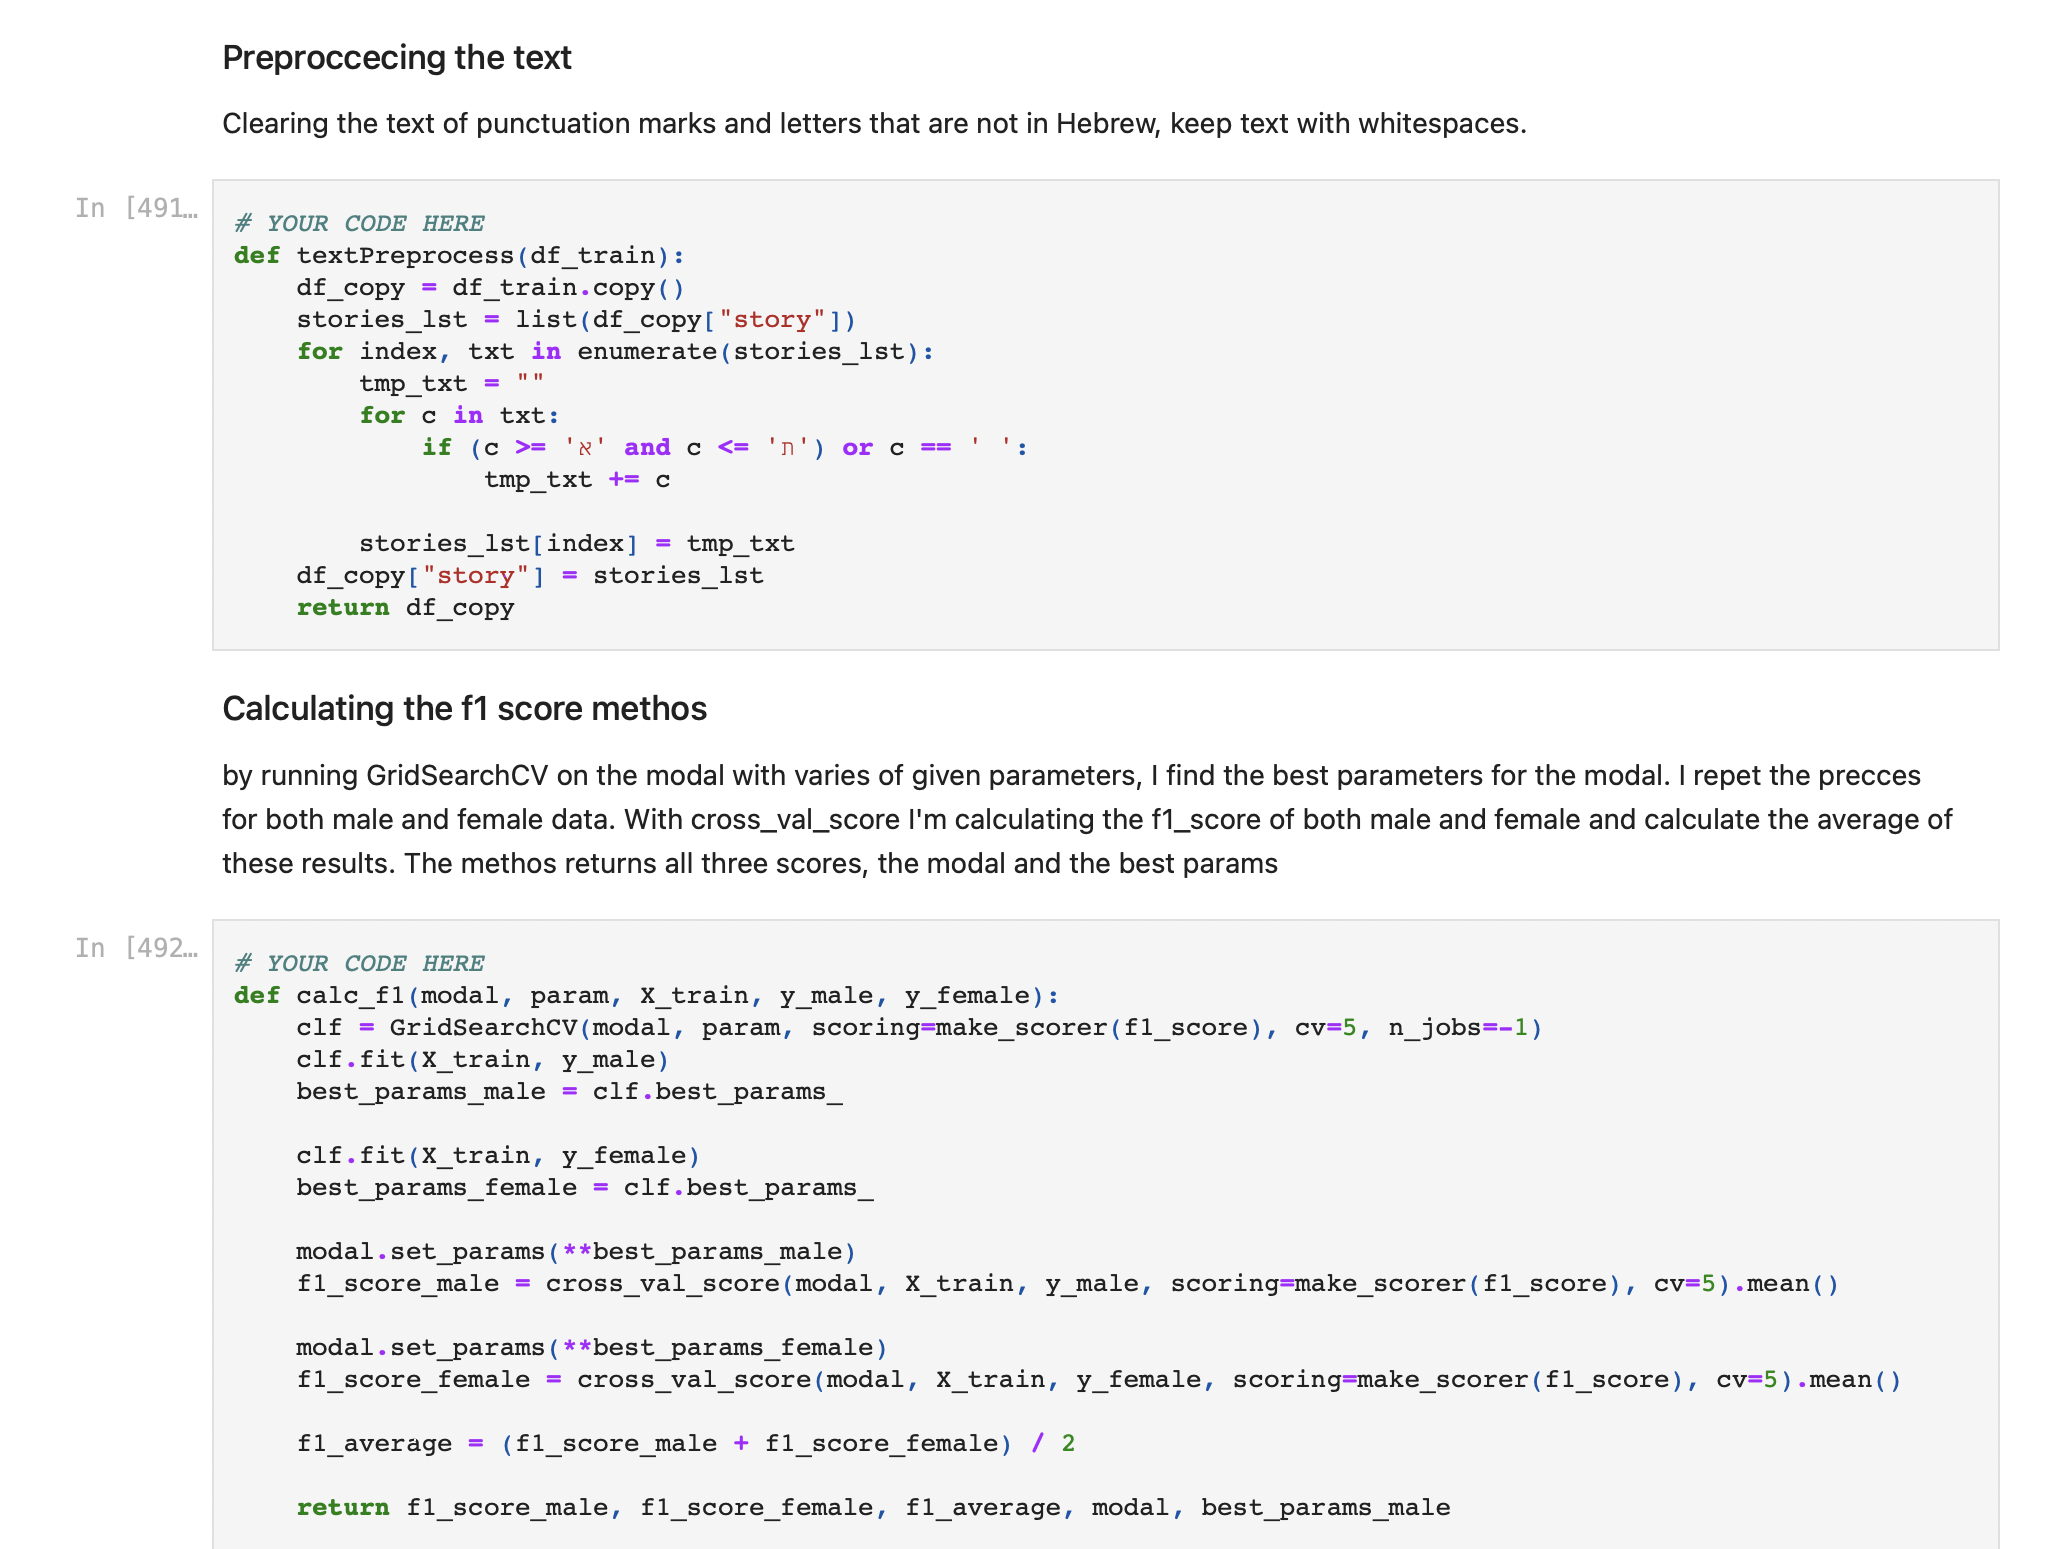 Preproccecing the text
Clearing the text of punctuation marks and letters that are not in Hebrew, keep text with whitespaces.
In [491…
# YOUR CODE HERE
def textPreprocess(df_train):
    df_copy = df_train.copy()
    stories_lst = list(df_copy["story"])
    for index, txt in enumerate(stories_lst):
        tmp_txt = ""
        for c in txt:
            if (c >= 'א' and c <= 'ת') or c == ' ':
                tmp_txt += c
        stories_lst[index] = tmp_txt
    df_copy["story"] = stories_lst
    return df_copy
Calculating the f1 score methos
by running GridSearchCV on the modal with varies of given parameters, I find the best parameters for the modal. I repet the precces
for both male and female data. With cross_val_score I'm calculating the f1_score of both male and female and calculate the average of
these results. The methos returns all three scores, the modal and the best params
In [492…
# YOUR CODE HERE
def calc_f1(modal, param, X_train, y_male, y_female):
    clf = GridSearchCV(modal, param, scoring=make_scorer(f1_score), cv=5, n_jobs=-1)
    clf.fit(X_train, y_male)
    best_params_male = clf.best_params_
    clf.fit(X_train, y_female)
    best_params_female = clf.best_params_
    modal.set_params(**best_params_male)
    f1_score_male = cross_val_score(modal, X_train, y_male, scoring=make_scorer(f1_score), cv=5).mean()
    modal.set_params(**best_params_female)
    f1_score_female = cross_val_score(modal, X_train, y_female, scoring=make_scorer(f1_score), cv=5).mean()
    f1_average = (f1_score_male + f1_score_female) / 2
    return f1_score_male, f1_score_female, f1_average, modal, best_params_male